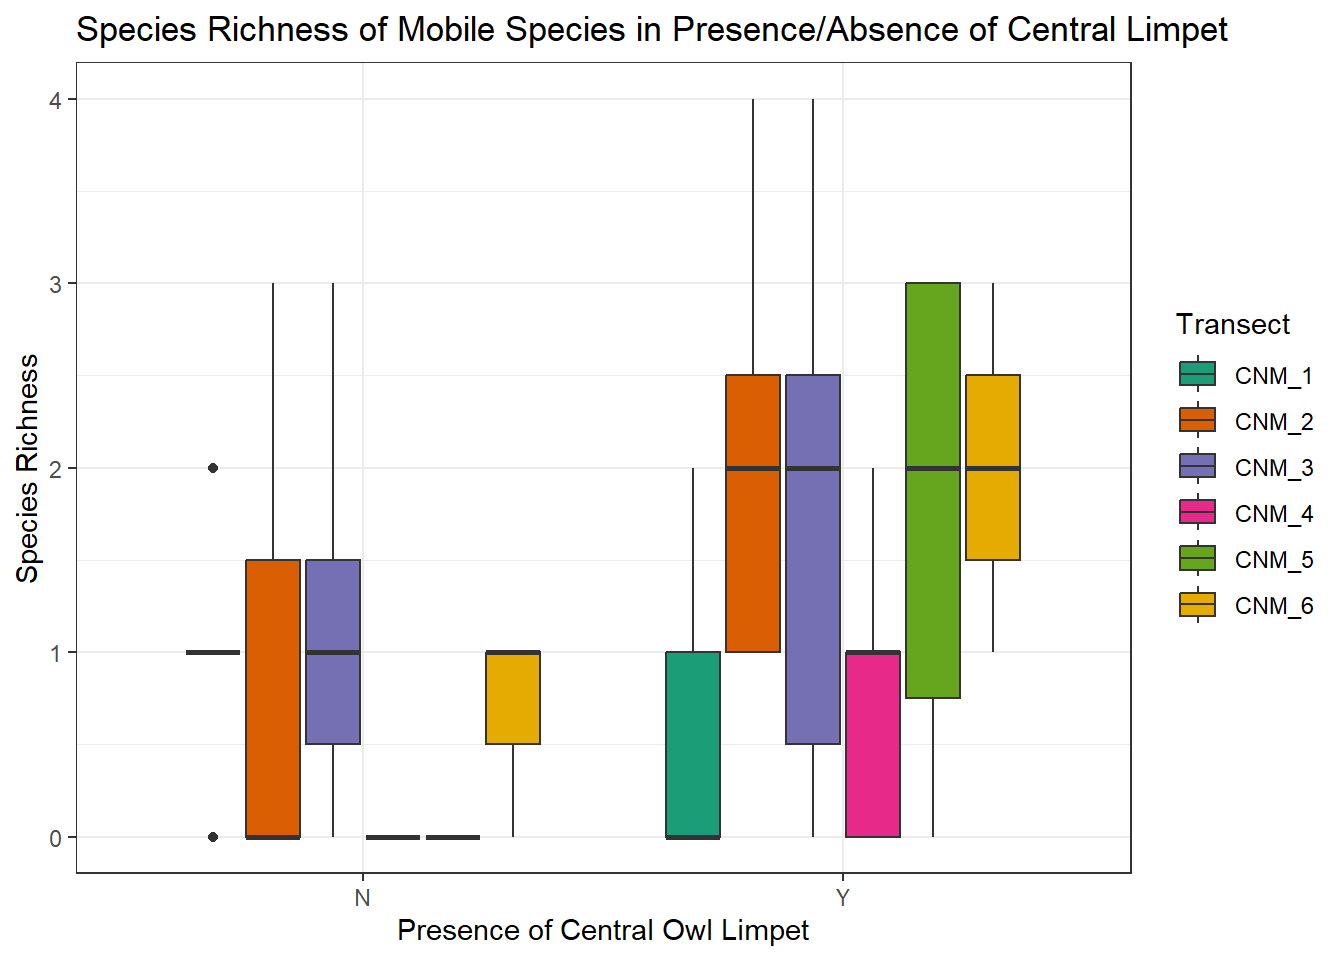 Species Richness of Mobile Species in Presence/Absence of Central Limpet
4
3
2
1
0
Species Richness
N
Y
Presence of Central Owl Limpet
Transect
CNM_1
CNM_2
CNM_3
CNM_4
CNM_5
CNM_6